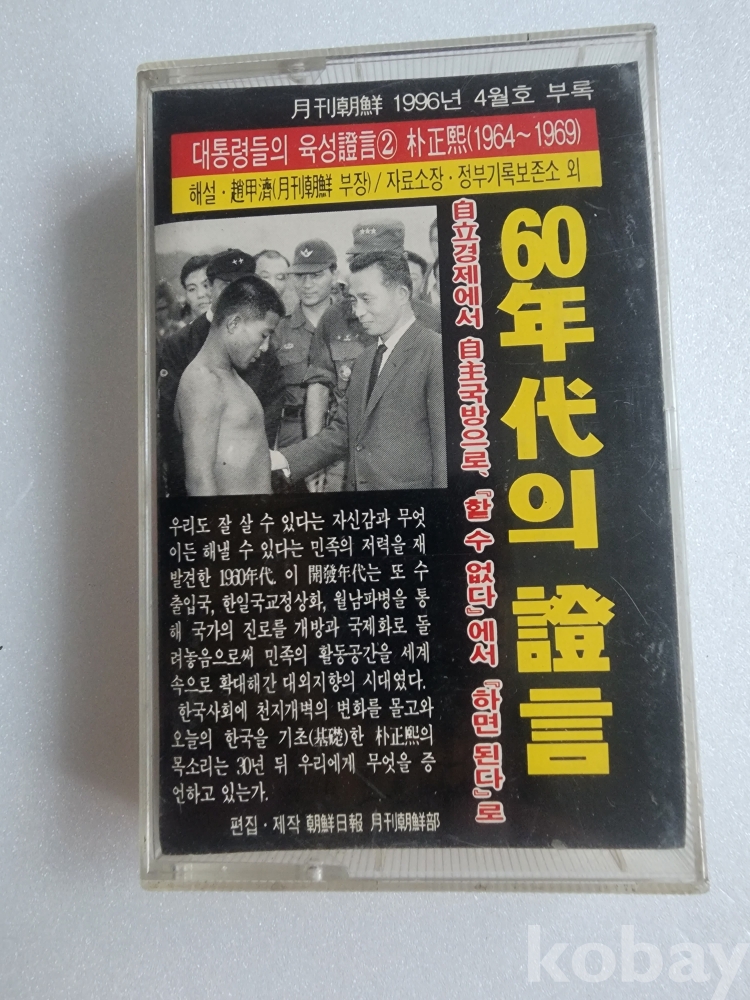 月刊朝鮮 1996년 4월호 부록
대통령들의 육성證言② 朴正熙(1964~1969)
해설·趙甲濟(月刊朝鮮 부장)/자료소장·정부기록보존소 외
60年代의 證言
自立경제에서 自主국방으로, 『할 수 없다』에서 『하면 된다』로
우리도 잘 살 수 있다는 자신감과 무엇
이든 해낼 수 있다는 민족의 저력을 재
발견한 1960年代. 이 開發年代는 또 수
출입국, 한일국교정상화, 월남파병을 통
해 국가의 진로를 개방과 국제화로 돌
려놓음으로써 민족의 활동공간을 세계
속으로 확대해간 대외지향의 시대였다.
한국사회에 천지개벽의 변화를 몰고와
오늘의 한국을 기초(基礎)한 朴正熙의
목소리는 30년 뒤 우리에게 무엇을 증
언하고 있는가.
편집·제작 朝鮮日報 月刊朝鮮部
kobay